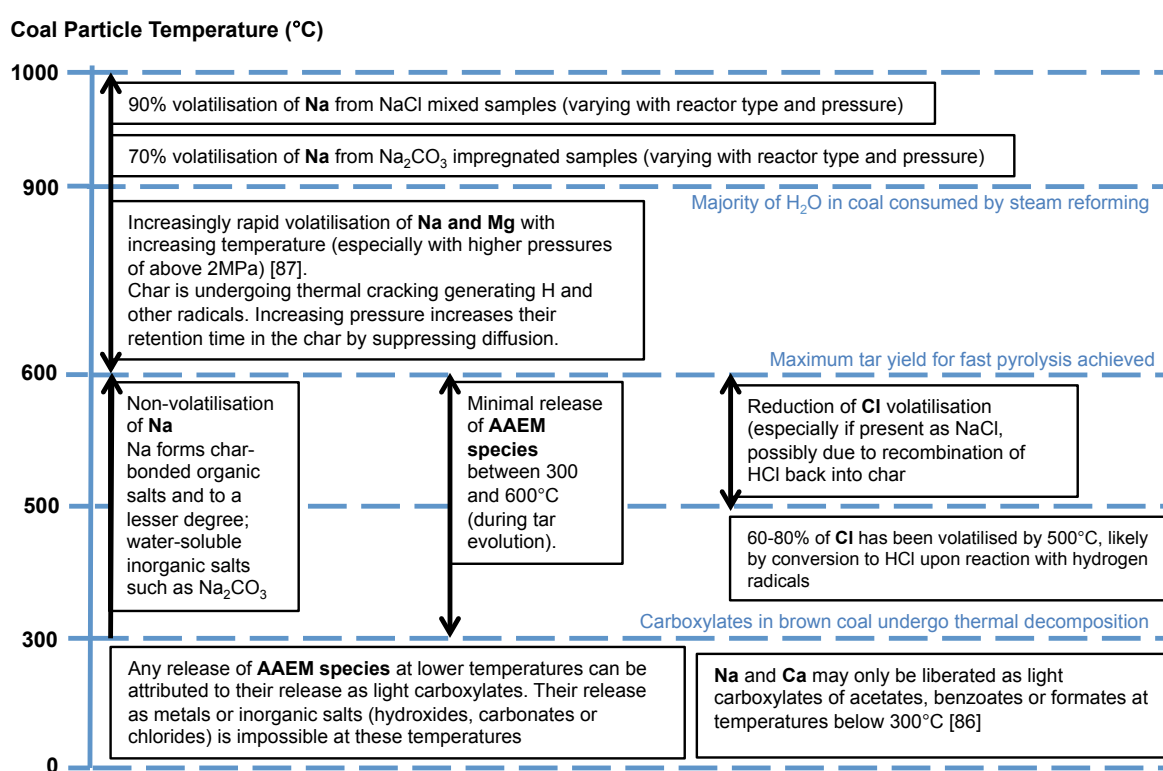 Coal Particle Temperature (°C)
1000
90% volatilisation of Na from NaCl mixed samples (varying with reactor type and pressure)
70% volatilisation of Na from Na₂CO₃ impregnated samples (varying with reactor type and pressure)
900
Majority of H₂O in coal consumed by steam reforming
Increasingly rapid volatilisation of Na and Mg with
increasing temperature (especially with higher pressures
of above 2MPa) [87].
Char is undergoing thermal cracking generating H and
other radicals. Increasing pressure increases their
retention time in the char by suppressing diffusion.
Maximum tar yield for fast pyrolysis achieved
600
Non-volatilisation
of Na
Na forms char-
bonded organic
salts and to a
lesser degree;
water-soluble
inorganic salts
such as Na₂CO₃
Minimal release
of AAEM
species
between 300
and 600°C
(during tar
evolution).
Reduction of Cl volatilisation
(especially if present as NaCl,
possibly due to recombination of
HCl back into char
500
60-80% of Cl has been volatilised by 500°C, likely
by conversion to HCl upon reaction with hydrogen
radicals
Carboxylates in brown coal undergo thermal decomposition
300
Any release of AAEM species at lower temperatures can be
attributed to their release as light carboxylates. Their release
as metals or inorganic salts (hydroxides, carbonates or
chlorides) is impossible at these temperatures
Na and Ca may only be liberated as light
carboxylates of acetates, benzoates or formates at
temperatures below 300°C [86]
0